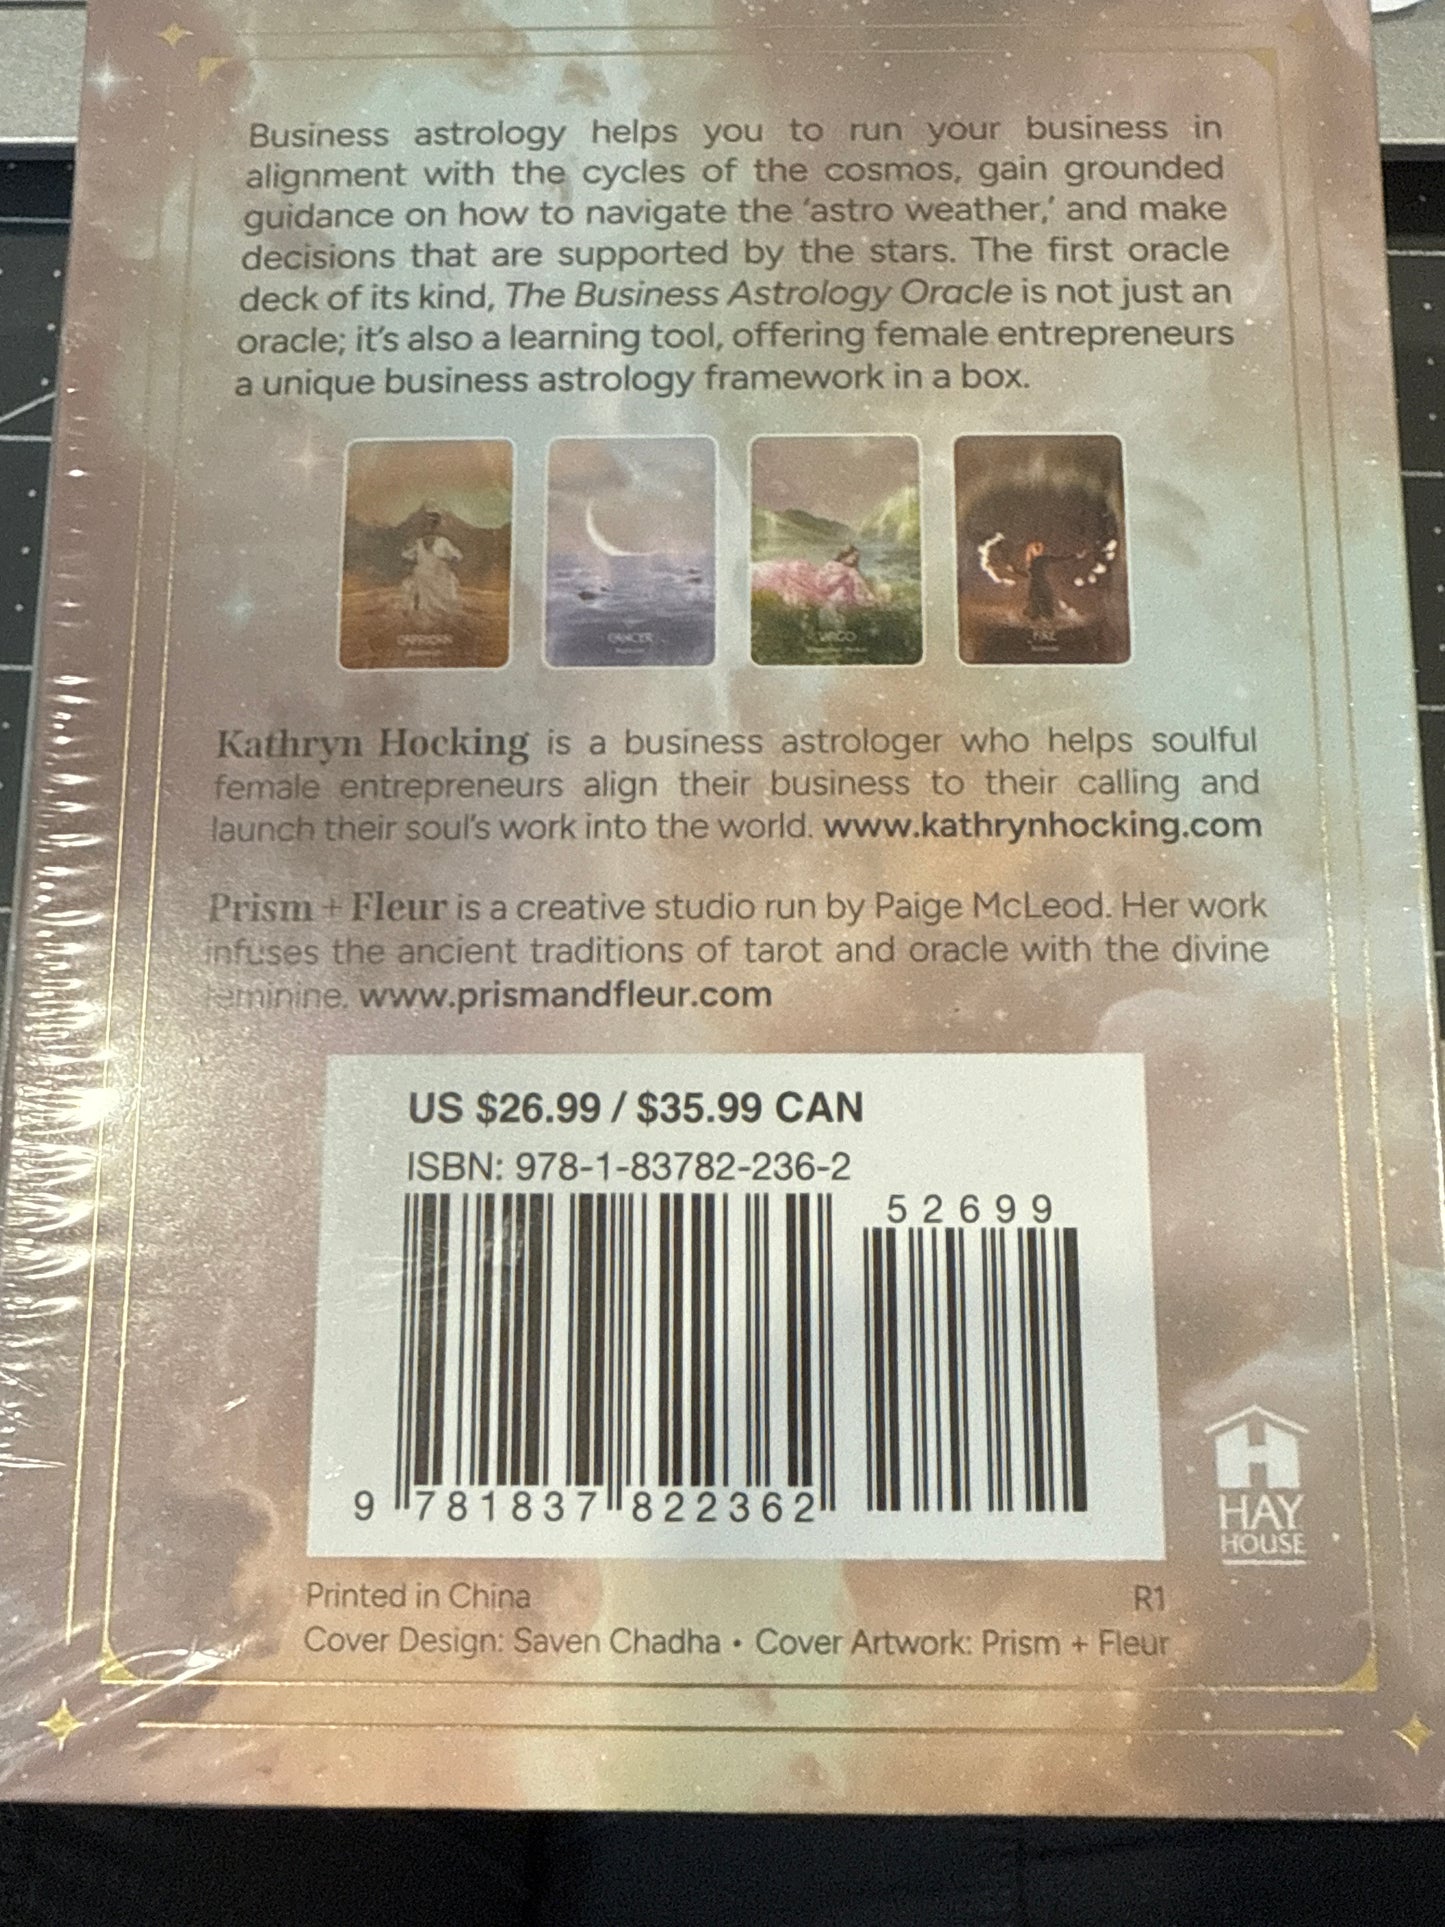 Business astrology helps you to run your business in
alignment with the cycles of the cosmos, gain grounded
guidance on how to navigate the ‘astro weather,’ and make
decisions that are supported by the stars. The first oracle
deck of its kind, The Business Astrology Oracle is not just an
oracle; it’s also a learning tool, offering female entrepreneurs
a unique business astrology framework in a box.
CAPRICORN
CANCER
VIRGO
FIRE
Kathryn Hocking is a business astrologer who helps soulful
female entrepreneurs align their business to their calling and
launch their soul’s work into the world. www.kathrynhocking.com
Prism + Fleur is a creative studio run by Paige McLeod. Her work
infuses the ancient traditions of tarot and oracle with the divine
feminine. www.prismandfleur.com
US $26.99 / $35.99 CAN
ISBN: 978-1-83782-236-2
52699
9 781837 822362
HAY
HOUSE
Printed in China R1
Cover Design: Saven Chadha • Cover Artwork: Prism + Fleur